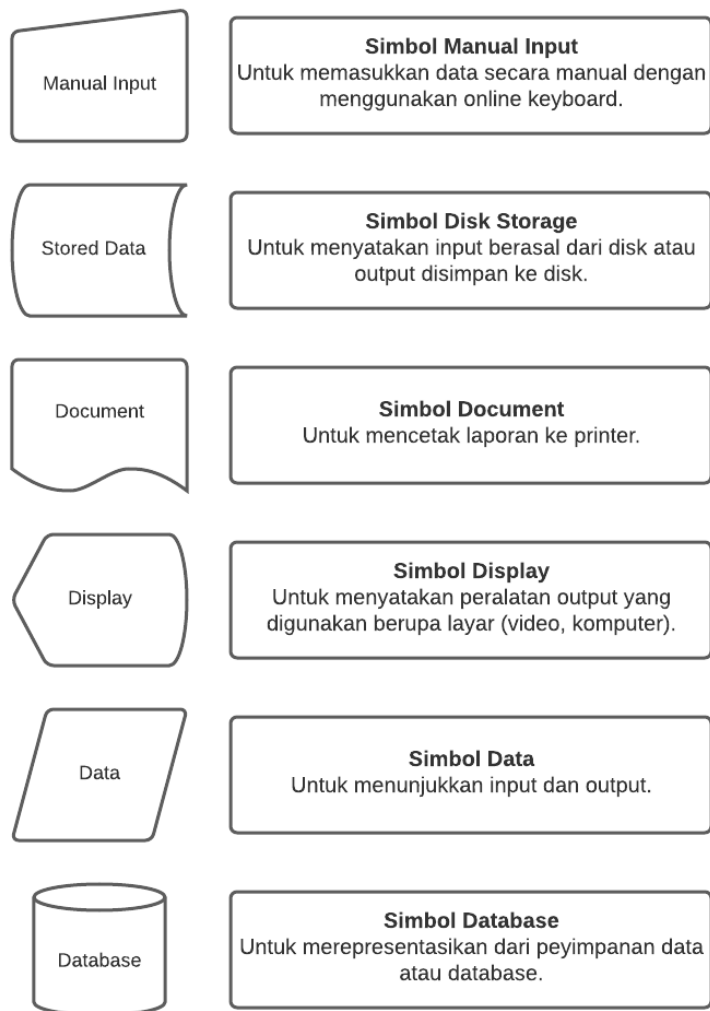 Manual Input
Simbol Manual Input
Untuk memasukkan data secara manual dengan
menggunakan online keyboard.
Stored Data
Simbol Disk Storage
Untuk menyatakan input berasal dari disk atau
output disimpan ke disk.
Document
Simbol Document
Untuk mencetak laporan ke printer.
Display
Simbol Display
Untuk menyatakan peralatan output yang
digunakan berupa layar (video, komputer).
Data
Simbol Data
Untuk menunjukkan input dan output.
Database
Simbol Database
Untuk merepresentasikan dari peyimpanan data
atau database.